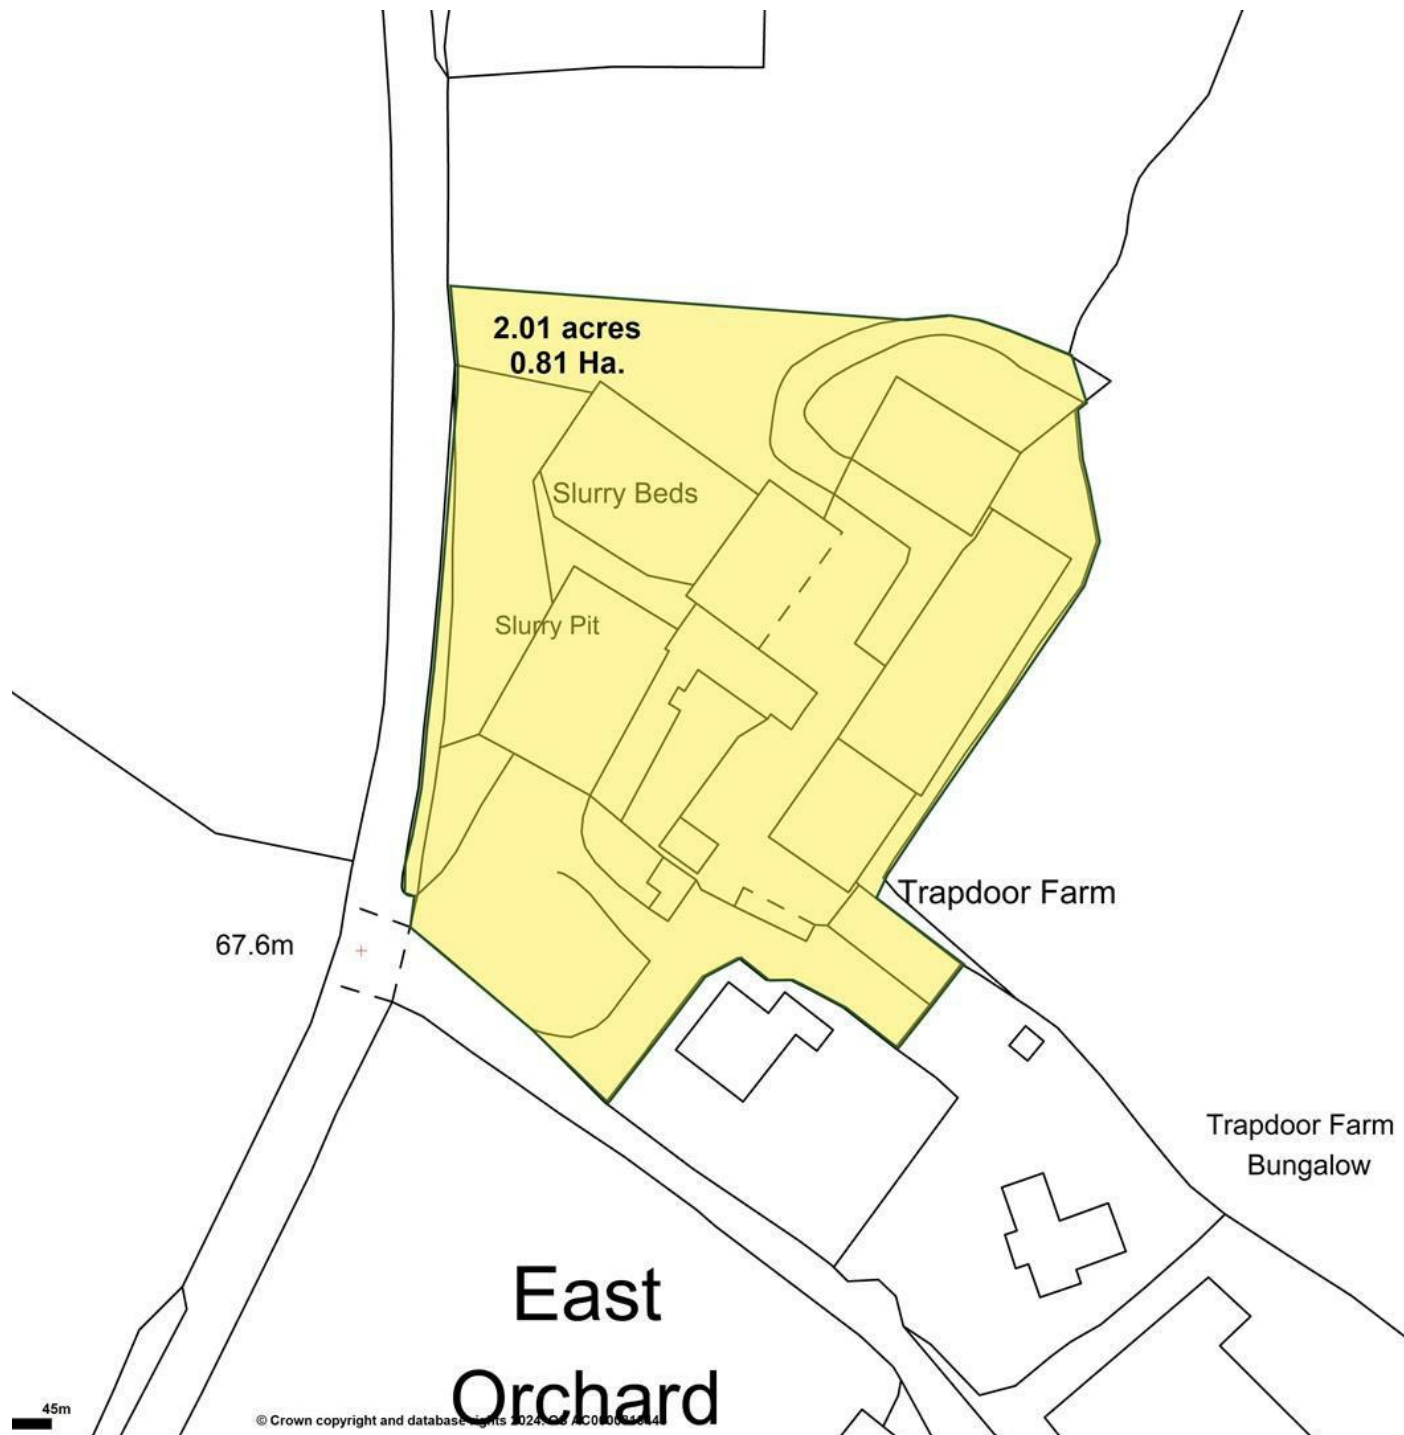 2.01 acres
0.81 Ha.
Slurry Beds
Slurry Pit
Trapdoor Farm
67.6m
Trapdoor Farm
Bungalow
East
Orchard
45m
© Crown copyright and database rights 2024. OS